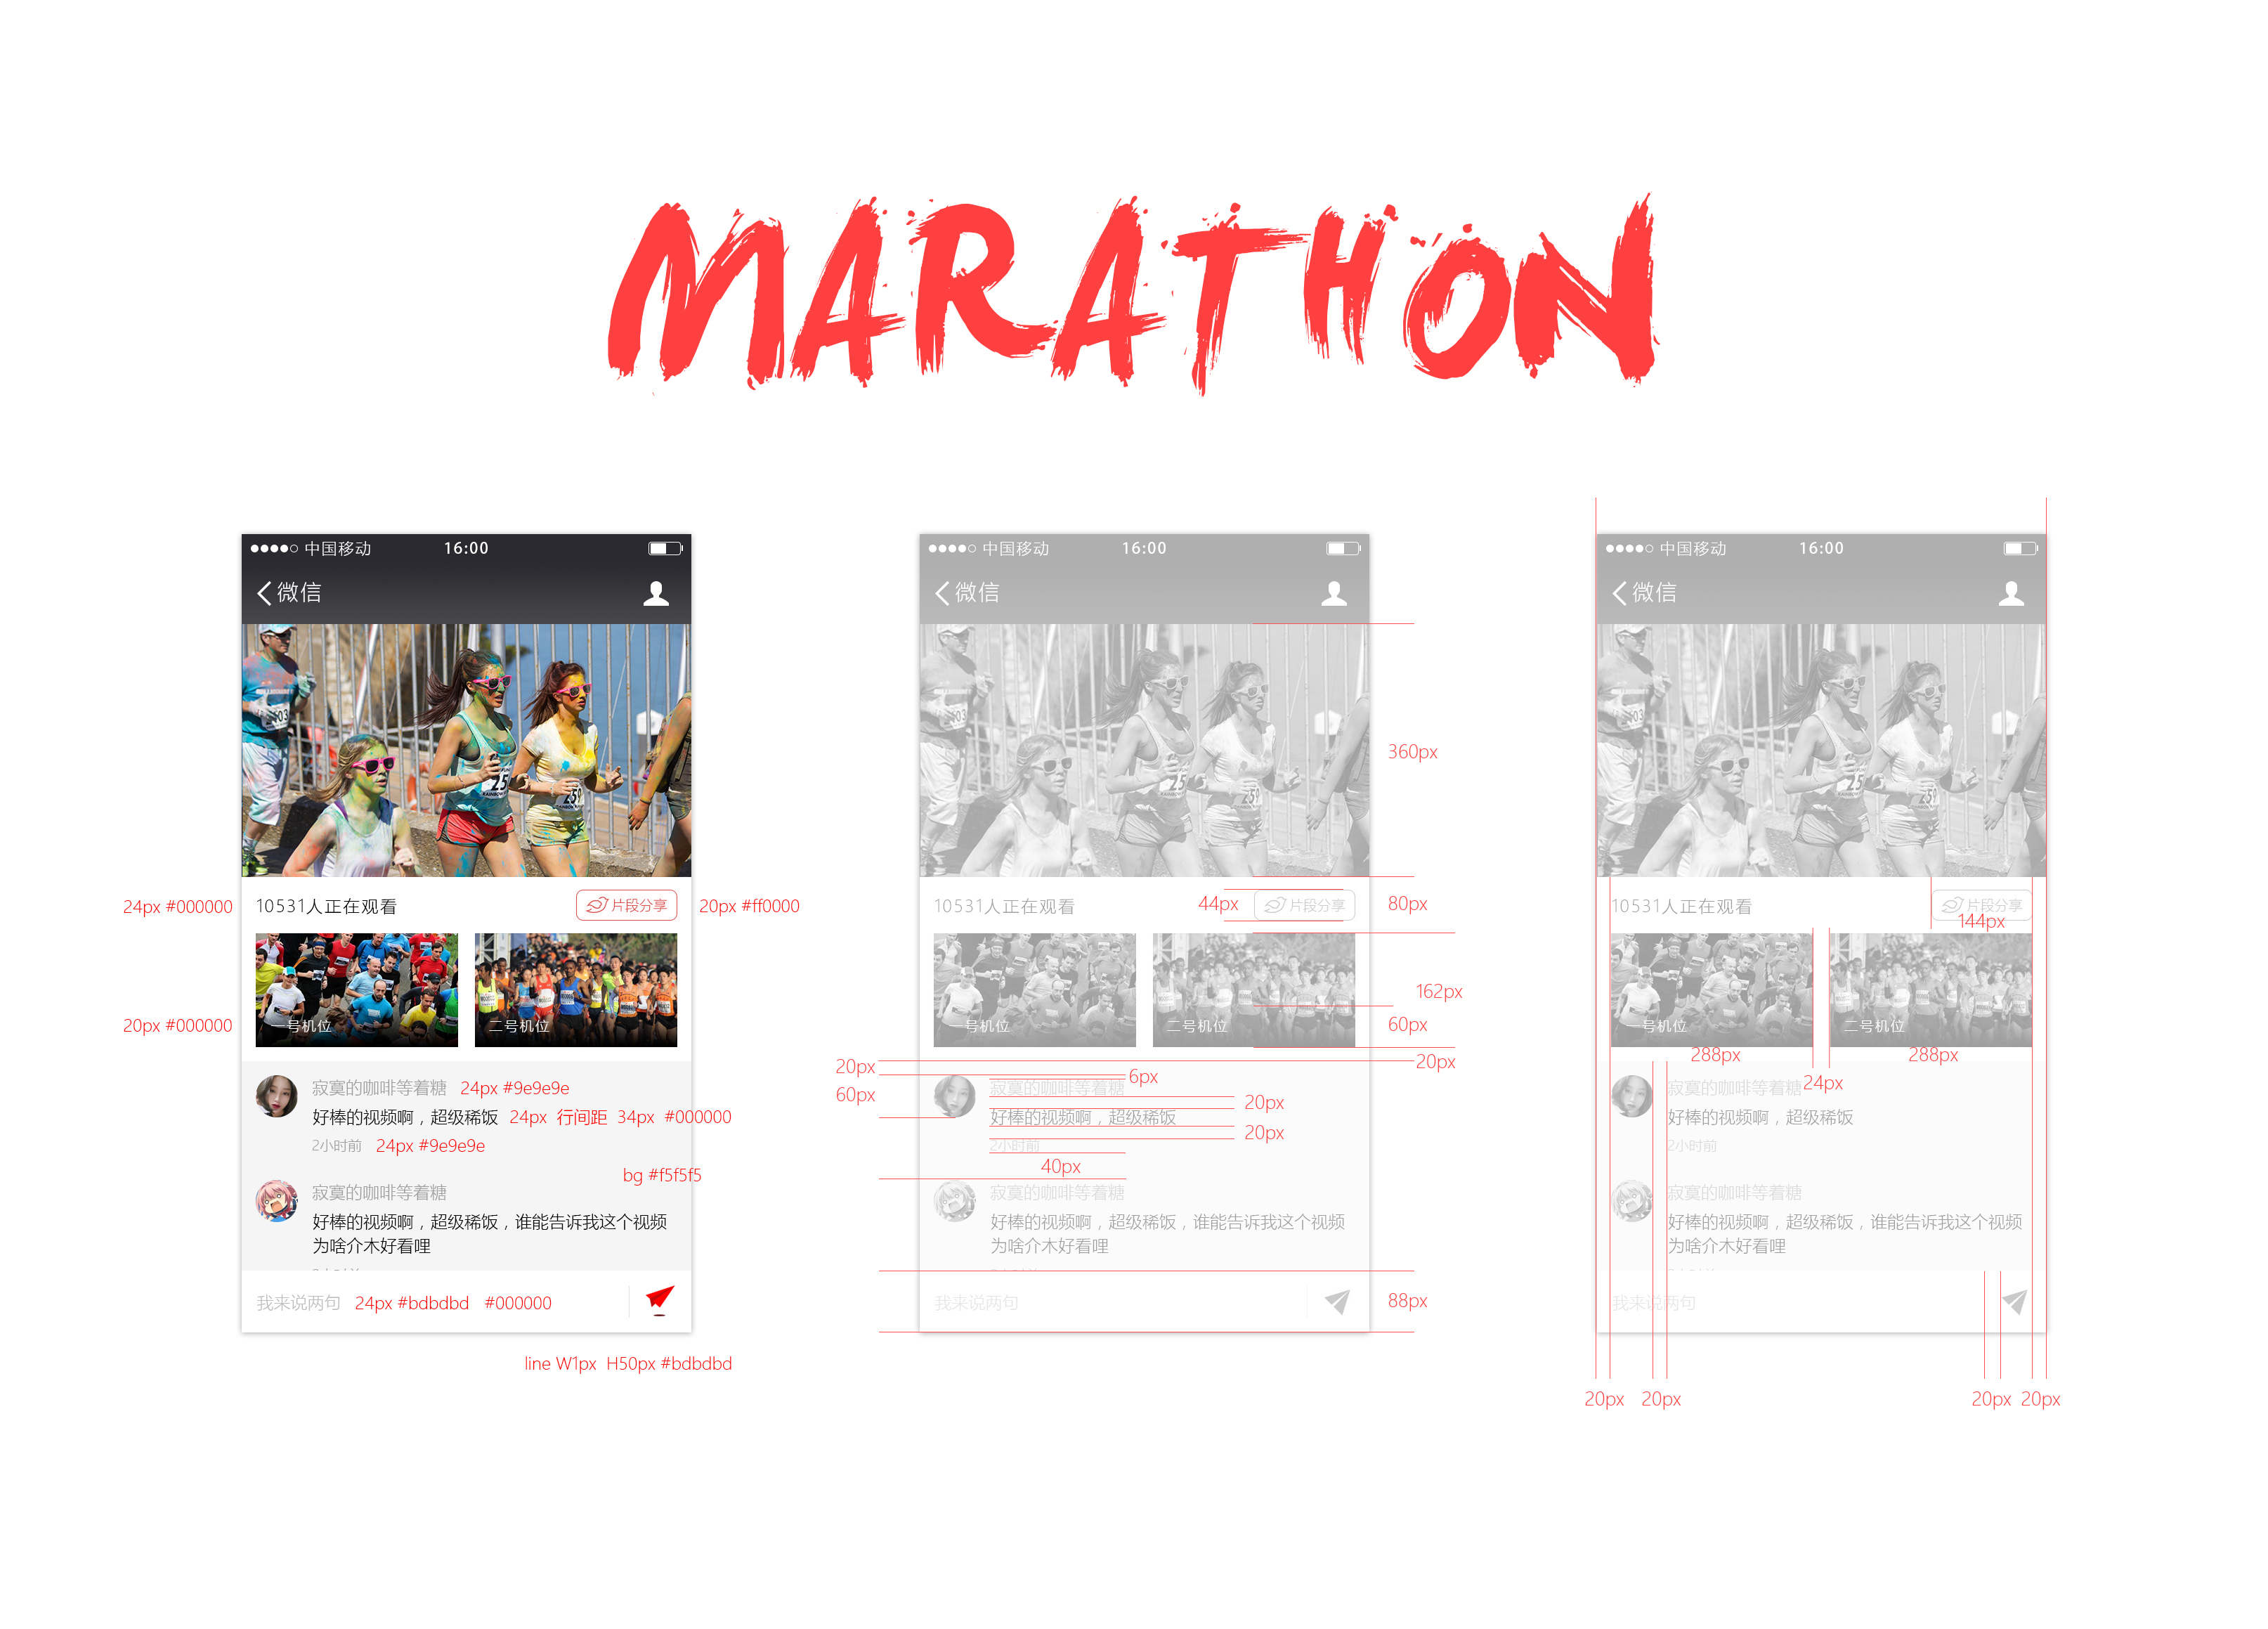 MARATHON
中国移动 16:00
微信
24px #000000
10531人正在观看
片段分享
20px #ff0000
20px #000000
一号机位
二号机位
寂寞的咖啡等着糖 24px #9e9e9e
好棒的视频啊，超级稀饭 24px 行间距 34px #000000
2小时前 24px #9e9e9e
bg #f5f5f5
寂寞的咖啡等着糖
好棒的视频啊，超级稀饭，谁能告诉我这个视频
为啥介木好看哩
我来说两句 24px #bdbdbd #000000
line W1px H50px #bdbdbd
中国移动 16:00
微信
360px
10531人正在观看
44px
片段分享
80px
162px
一号机位
二号机位
60px
20px
20px
6px
60px
寂寞的咖啡等着糖
20px
好棒的视频啊，超级稀饭
20px
2小时前
40px
寂寞的咖啡等着糖
好棒的视频啊，超级稀饭，谁能告诉我这个视频
为啥介木好看哩
我来说两句
88px
中国移动 16:00
微信
10531人正在观看
片段分享
144px
一号机位
二号机位
288px
288px
24px
寂寞的咖啡等着糖
好棒的视频啊，超级稀饭
2小时前
寂寞的咖啡等着糖
好棒的视频啊，超级稀饭，谁能告诉我这个视频
为啥介木好看哩
我来说两句
20px 20px 20px 20px